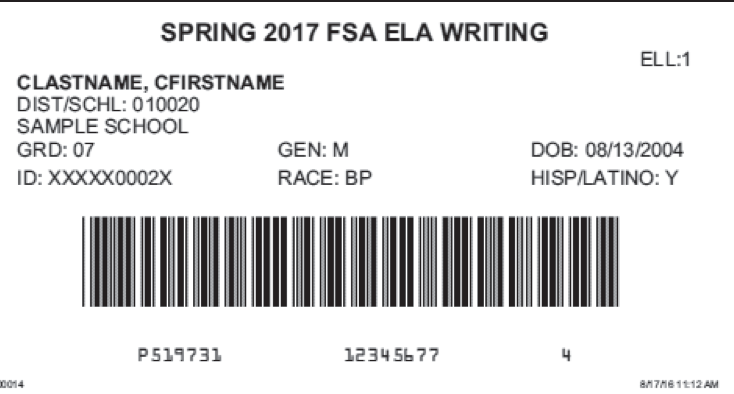 SPRING 2017 FSA ELA WRITING
ELL:1
CLASTNAME, CFIRSTNAME
DIST/SCHL: 010020
SAMPLE SCHOOL
GRD: 07 GEN: M DOB: 08/13/2004
ID: XXXXX0002X RACE: BP HISP/LATINO: Y
P519731 12345677 4
00014 8/17/16 11:12 AM